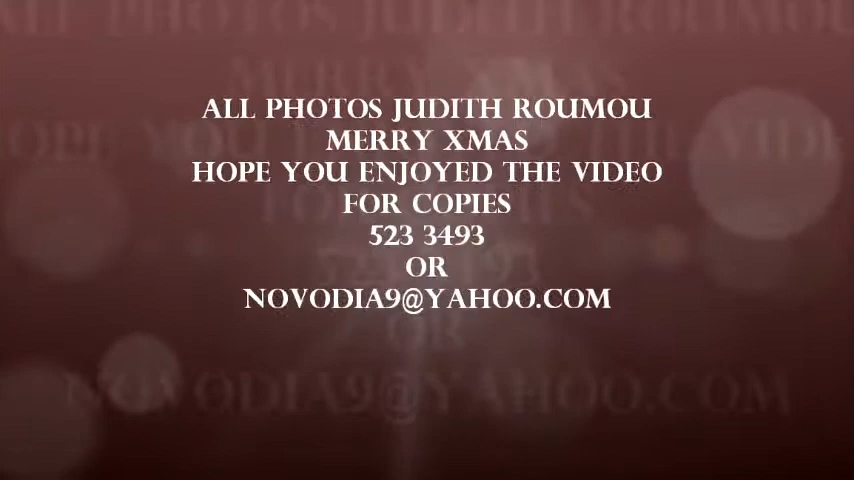 ALL PHOTOS JUDITH ROUMOU
MERRY XMAS
HOPE YOU ENJOYED THE VIDEO
FOR COPIES
523 3493
OR
NOVODIA9@YAHOO.COM